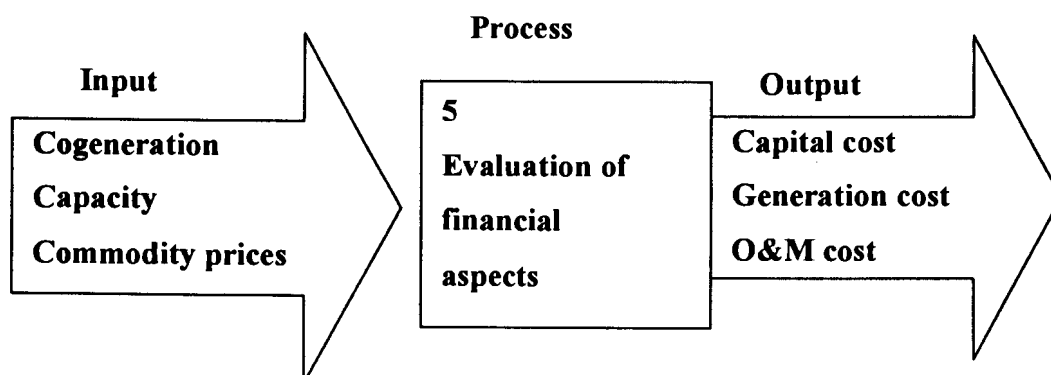 Input
Cogeneration
Capacity
Commodity prices
Process
5
Evaluation of
financial
aspects
Output
Capital cost
Generation cost
O&M cost